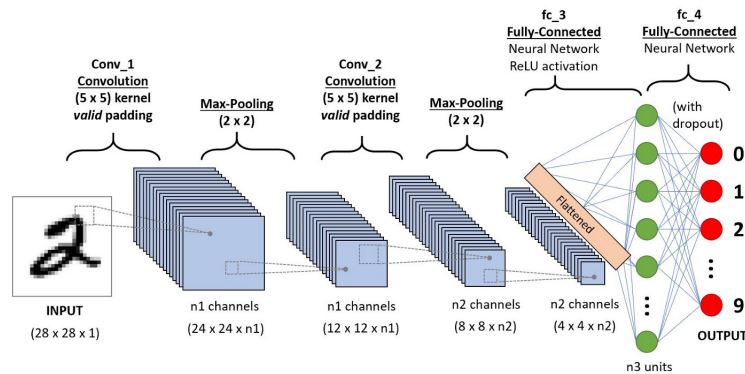 fc_3
Fully-Connected
Neural Network
ReLU activation
fc_4
Fully-Connected
Neural Network
Conv_1
Convolution
(5 x 5) kernel
valid padding
Max-Pooling
(2 x 2)
Conv_2
Convolution
(5 x 5) kernel
valid padding
Max-Pooling
(2 x 2)
(with
dropout)
2
Flattened
0
1
2
9
INPUT
(28 x 28 x 1)
n1 channels
(24 x 24 x n1)
n1 channels
(12 x 12 x n1)
n2 channels
(8 x 8 x n2)
n2 channels
(4 x 4 x n2)
OUTPUT
n3 units